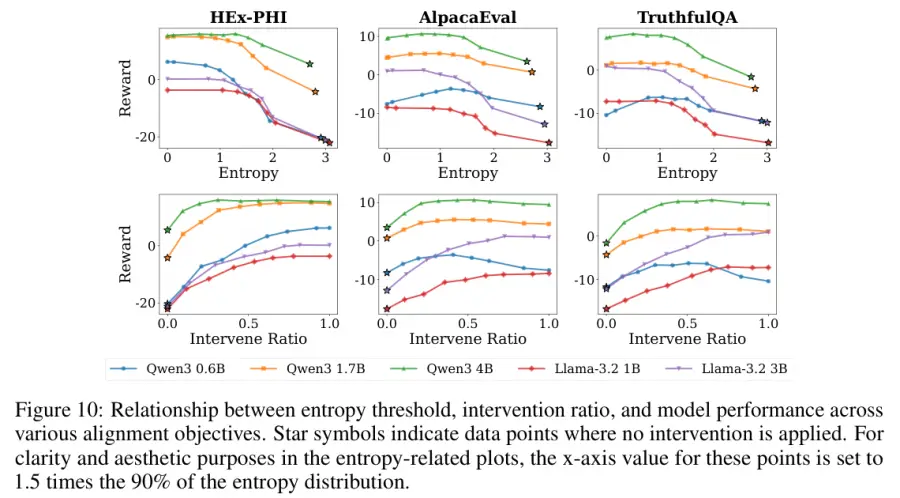 HEx-PHI
AlpacaEval
TruthfulQA
Reward
0
-20
0 1 2 3
Entropy
10
0
-10
0 1 2 3
Entropy
0
-10
0 1 2 3
Entropy
Reward
0
-20
0.0 0.5 1.0
Intervene Ratio
10
0
-10
0.0 0.5 1.0
Intervene Ratio
0
-10
0.0 0.5 1.0
Intervene Ratio
Qwen3 0.6B Qwen3 1.7B Qwen3 4B Llama-3.2 1B Llama-3.2 3B
Figure 10: Relationship between entropy threshold, intervention ratio, and model performance across
various alignment objectives. Star symbols indicate data points where no intervention is applied. For
clarity and aesthetic purposes in the entropy-related plots, the x-axis value for these points is set to
1.5 times the 90% of the entropy distribution.